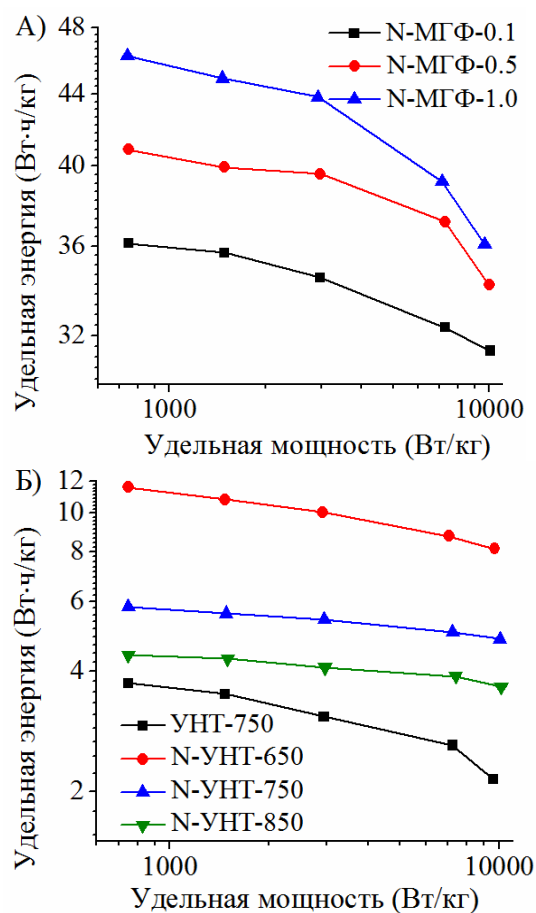 А)
48
44
40
36
32
N-МГФ-0.1
N-МГФ-0.5
N-МГФ-1.0
Удельная энергия (Вт·ч/кг)
1000
10000
Удельная мощность (Вт/кг)
Б)
12
10
8
6
4
2
УНТ-750
N-УНТ-650
N-УНТ-750
N-УНТ-850
Удельная энергия (Вт·ч/кг)
1000
10000
Удельная мощность (Вт/кг)